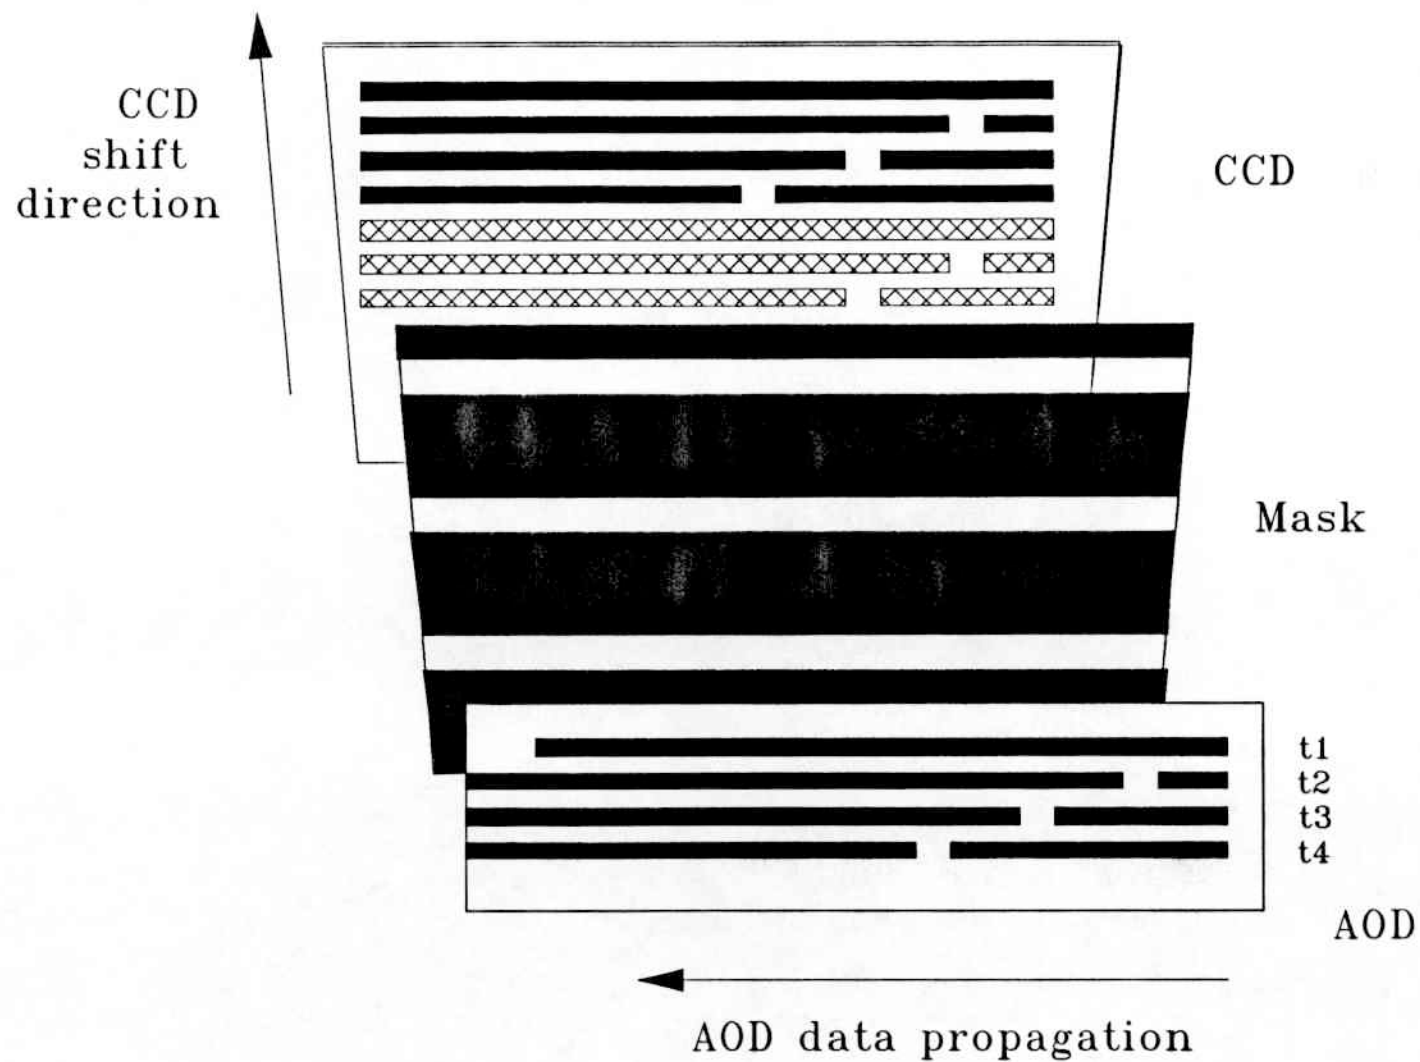 CCD
shift
direction
CCD
Mask
t1
t2
t3
t4
AOD
AOD data propagation